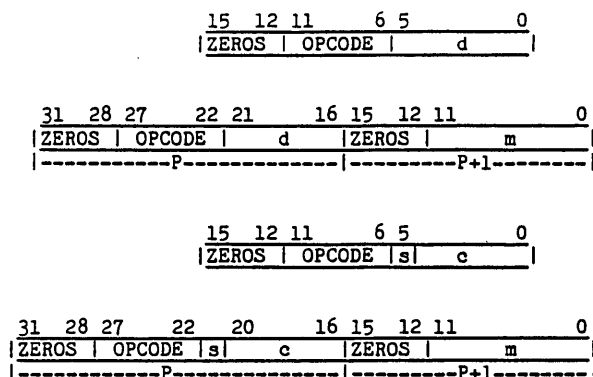 15 12 11 6 5 0
|ZEROS | OPCODE | d |
31 28 27 22 21 16 15 12 11 0
|ZEROS | OPCODE | d |ZEROS | m |
|-----------P--------------|---------P+1--------|
15 12 11 6 5 0
|ZEROS | OPCODE |s| c |
31 28 27 22 20 16 15 12 11 0
|ZEROS | OPCODE |s| c |ZEROS | m |
|-----------P--------------|---------P+1--------|